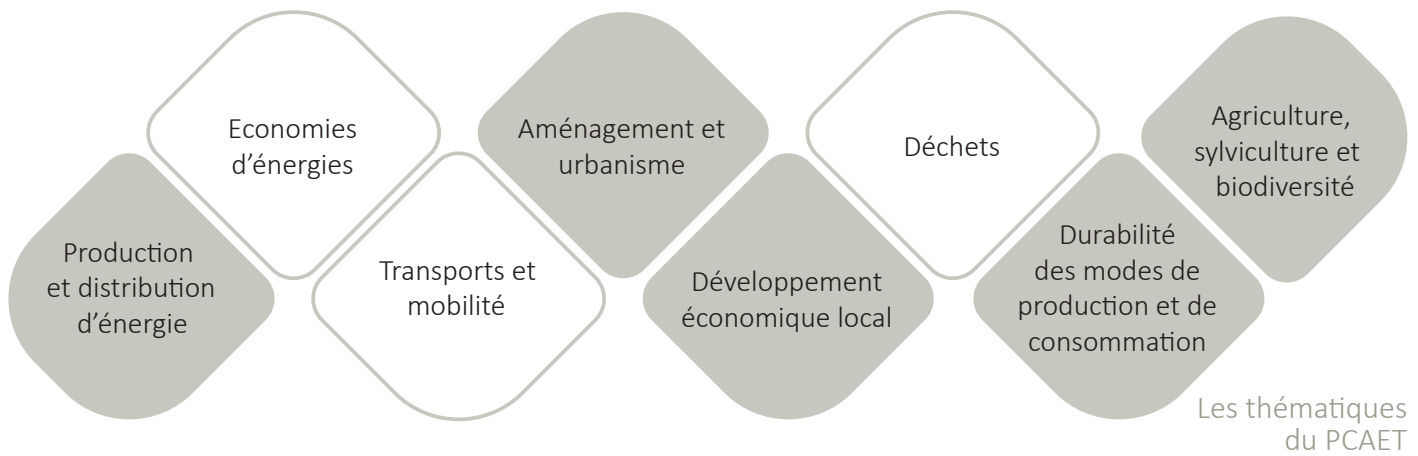 Production
et distribution
d’énergie
Economies
d’énergies
Transports et
mobilité
Aménagement et
urbanisme
Développement
économique local
Déchets
Durabilité
des modes de
production et de
consommation
Agriculture,
sylviculture et
biodiversité
Les thématiques
du PCAET